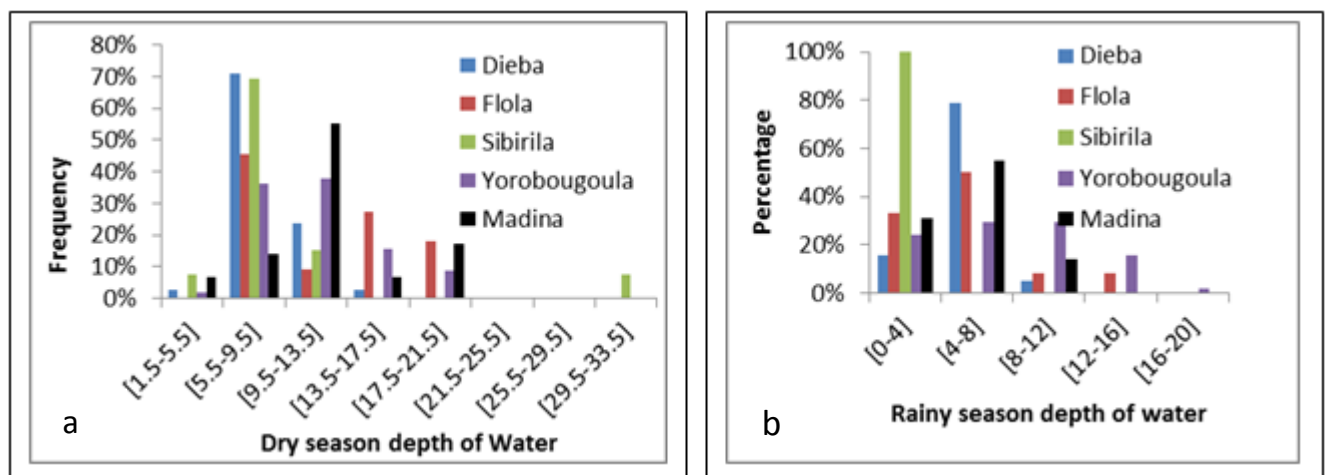 80%
70%
60%
50%
40%
30%
20%
10%
0%
Frequency
Dieba
Flola
Sibirila
Yorobougoula
Madina
[1.5-5.5]
[5.5-9.5]
[9.5-13.5]
[13.5-17.5]
[17.5-21.5]
[21.5-25.5]
[25.5-29.5]
[29.5-33.5]
a
Dry season depth of Water
100%
80%
60%
40%
20%
0%
Percentage
Dieba
Flola
Sibirila
Yorobougoula
Madina
[0-4]
[4-8]
[8-12]
[12-16]
[16-20]
b
Rainy season depth of water